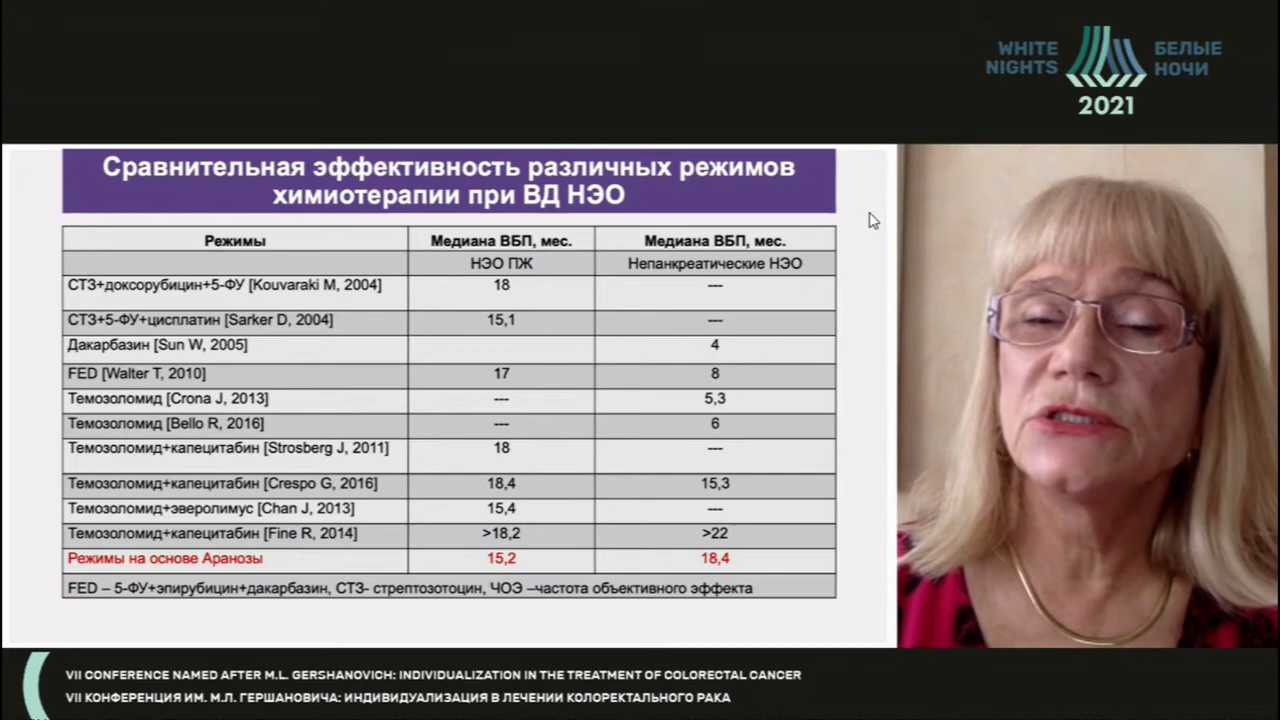 WHITE
NIGHTS
БЕЛЫЕ
НОЧИ
2021
Сравнительная эффективность различных режимов
химиотерапии при ВД НЭО
Режимы Медиана ВБП, мес. Медиана ВБП, мес.
НЭО ПЖ Непанкреатические НЭО
СТЗ+доксорубицин+5-ФУ [Kouvaraki M, 2004] 18 ---
СТЗ+5-ФУ+цисплатин [Sarker D, 2004] 15,1 ---
Дакарбазин [Sun W, 2005] 4
FED [Walter T, 2010] 17 8
Темозоломид [Crona J, 2013] --- 5,3
Темозоломид [Bello R, 2016] --- 6
Темозоломид+капецитабин [Strosberg J, 2011] 18 ---
Темозоломид+капецитабин [Crespo G, 2016] 18,4 15,3
Темозоломид+эверолимус [Chan J, 2013] 15,4 ---
Темозоломид+капецитабин [Fine R, 2014] >18,2 >22
Режимы на основе Аранозы 15,2 18,4
FED – 5-ФУ+эпирубицин+дакарбазин, СТЗ- стрептозотоцин, ЧОЭ –частота объективного эффекта
VII CONFERENCE NAMED AFTER M.L. GERSHANOVICH: INDIVIDUALIZATION IN THE TREATMENT OF COLORECTAL CANCER
VII КОНФЕРЕНЦИЯ ИМ. М.Л. ГЕРШАНОВИЧА: ИНДИВИДУАЛИЗАЦИЯ В ЛЕЧЕНИИ КОЛОРЕКТАЛЬНОГО РАКА